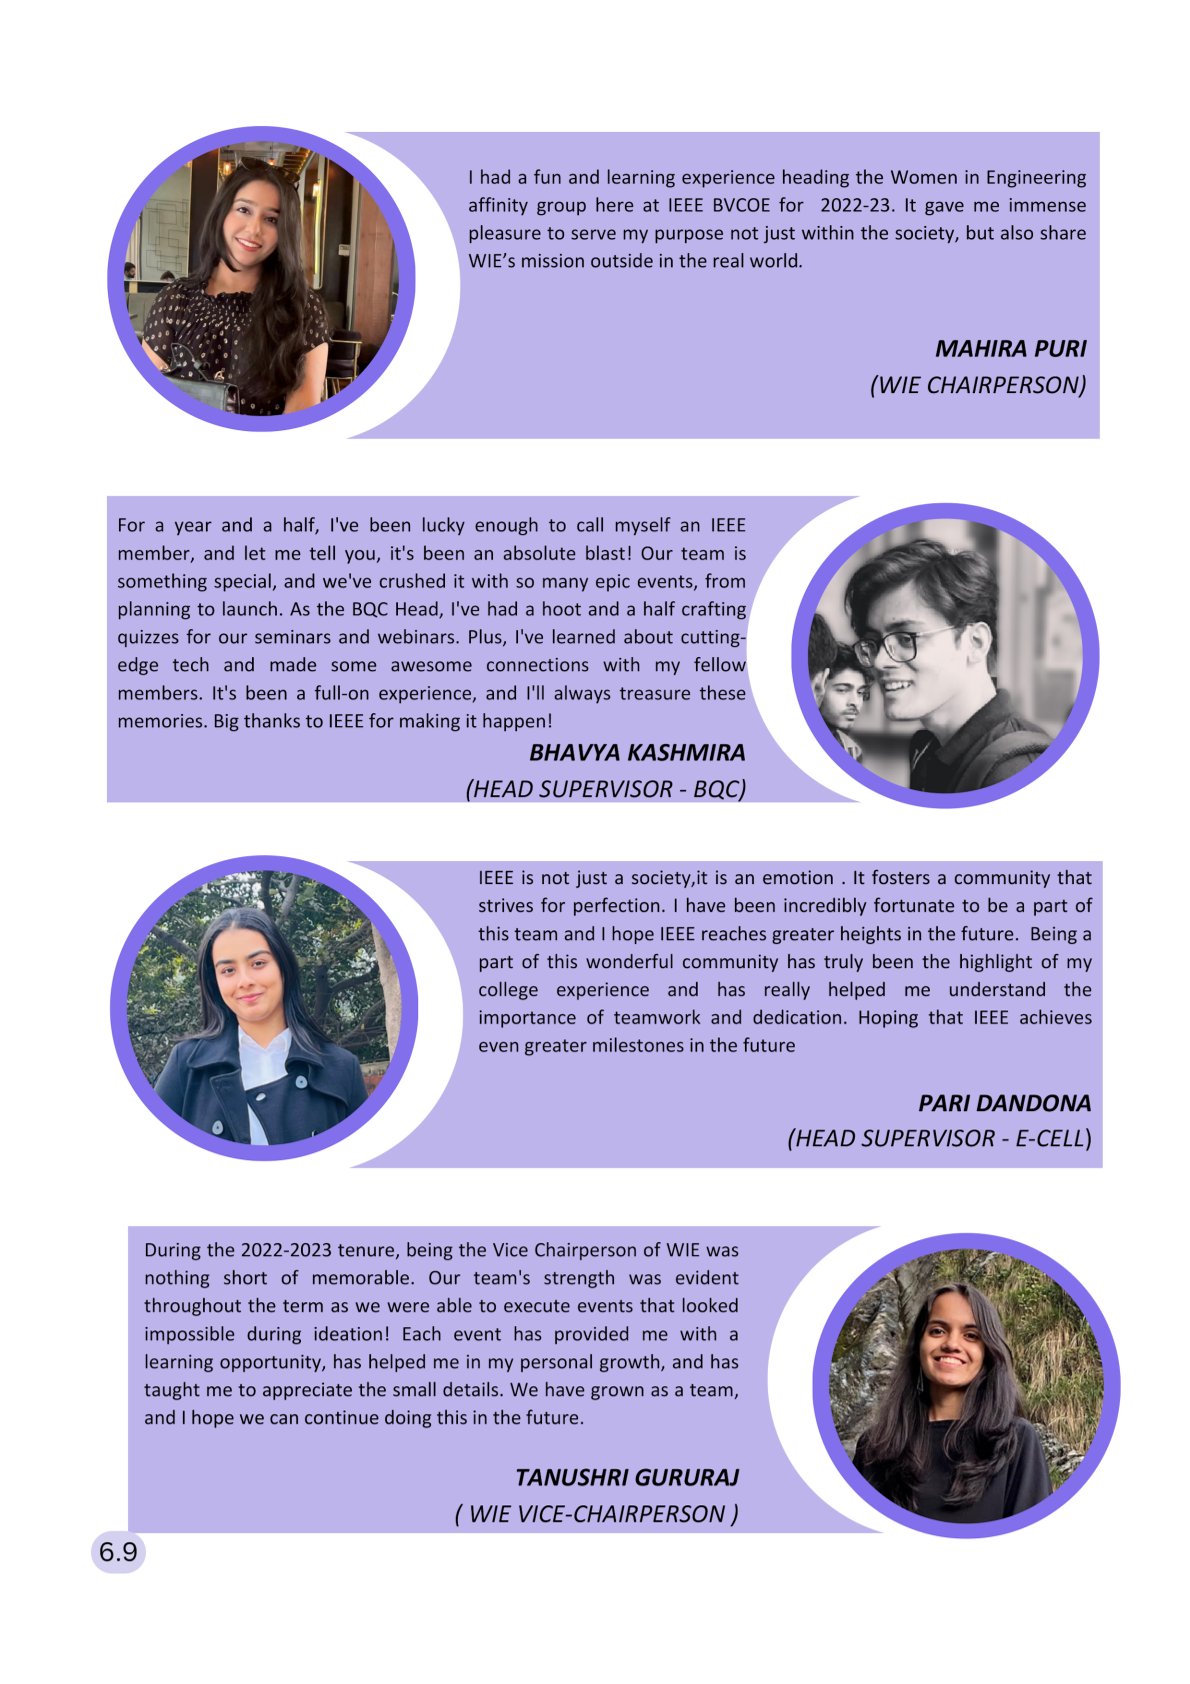 I had a fun and learning experience heading the Women in Engineering
affinity group here at IEEE BVCOE for 2022-23. It gave me immense
pleasure to serve my purpose not just within the society, but also share
WIE’s mission outside in the real world.
MAHIRA PURI
(WIE CHAIRPERSON)
For a year and a half, I've been lucky enough to call myself an IEEE
member, and let me tell you, it's been an absolute blast! Our team is
something special, and we've crushed it with so many epic events, from
planning to launch. As the BQC Head, I've had a hoot and a half crafting
quizzes for our seminars and webinars. Plus, I've learned about cutting-
edge tech and made some awesome connections with my fellow
members. It's been a full-on experience, and I'll always treasure these
memories. Big thanks to IEEE for making it happen!
BHAVYA KASHMIRA
(HEAD SUPERVISOR - BQC)
IEEE is not just a society,it is an emotion . It fosters a community that
strives for perfection. I have been incredibly fortunate to be a part of
this team and I hope IEEE reaches greater heights in the future. Being a
part of this wonderful community has truly been the highlight of my
college experience and has really helped me understand the
importance of teamwork and dedication. Hoping that IEEE achieves
even greater milestones in the future
PARI DANDONA
(HEAD SUPERVISOR - E-CELL)
During the 2022-2023 tenure, being the Vice Chairperson of WIE was
nothing short of memorable. Our team's strength was evident
throughout the term as we were able to execute events that looked
impossible during ideation! Each event has provided me with a
learning opportunity, has helped me in my personal growth, and has
taught me to appreciate the small details. We have grown as a team,
and I hope we can continue doing this in the future.
TANUSHRI GURURAJ
( WIE VICE-CHAIRPERSON )
6.9